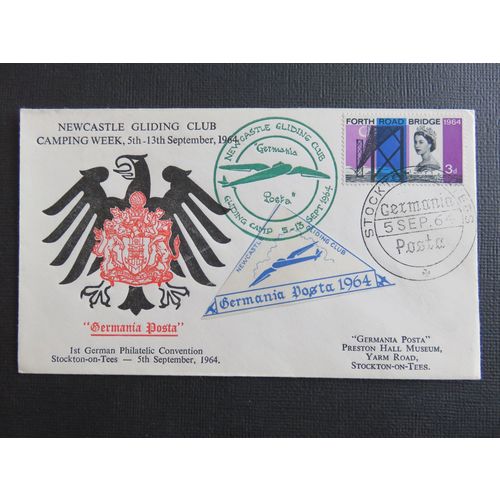 NEWCASTLE GLIDING CLUB
CAMPING WEEK, 5th-13th September, 1964
"Germania Posta"
1st German Philatelic Convention
Stockton-on-Tees — 5th September, 1964.
NEWCASTLE GLIDING CLUB
"Germania
Posta"
GLIDING CAMP 5-13 SEPT 1964
NEWCASTLE GLIDING CLUB
Germania Posta 1964
FORTH ROAD BRIDGE 1964
3d
Germania
5 SEP. 64
Posta
"GERMANIA POSTA"
PRESTON HALL MUSEUM,
YARM ROAD,
STOCKTON-ON-TEES.